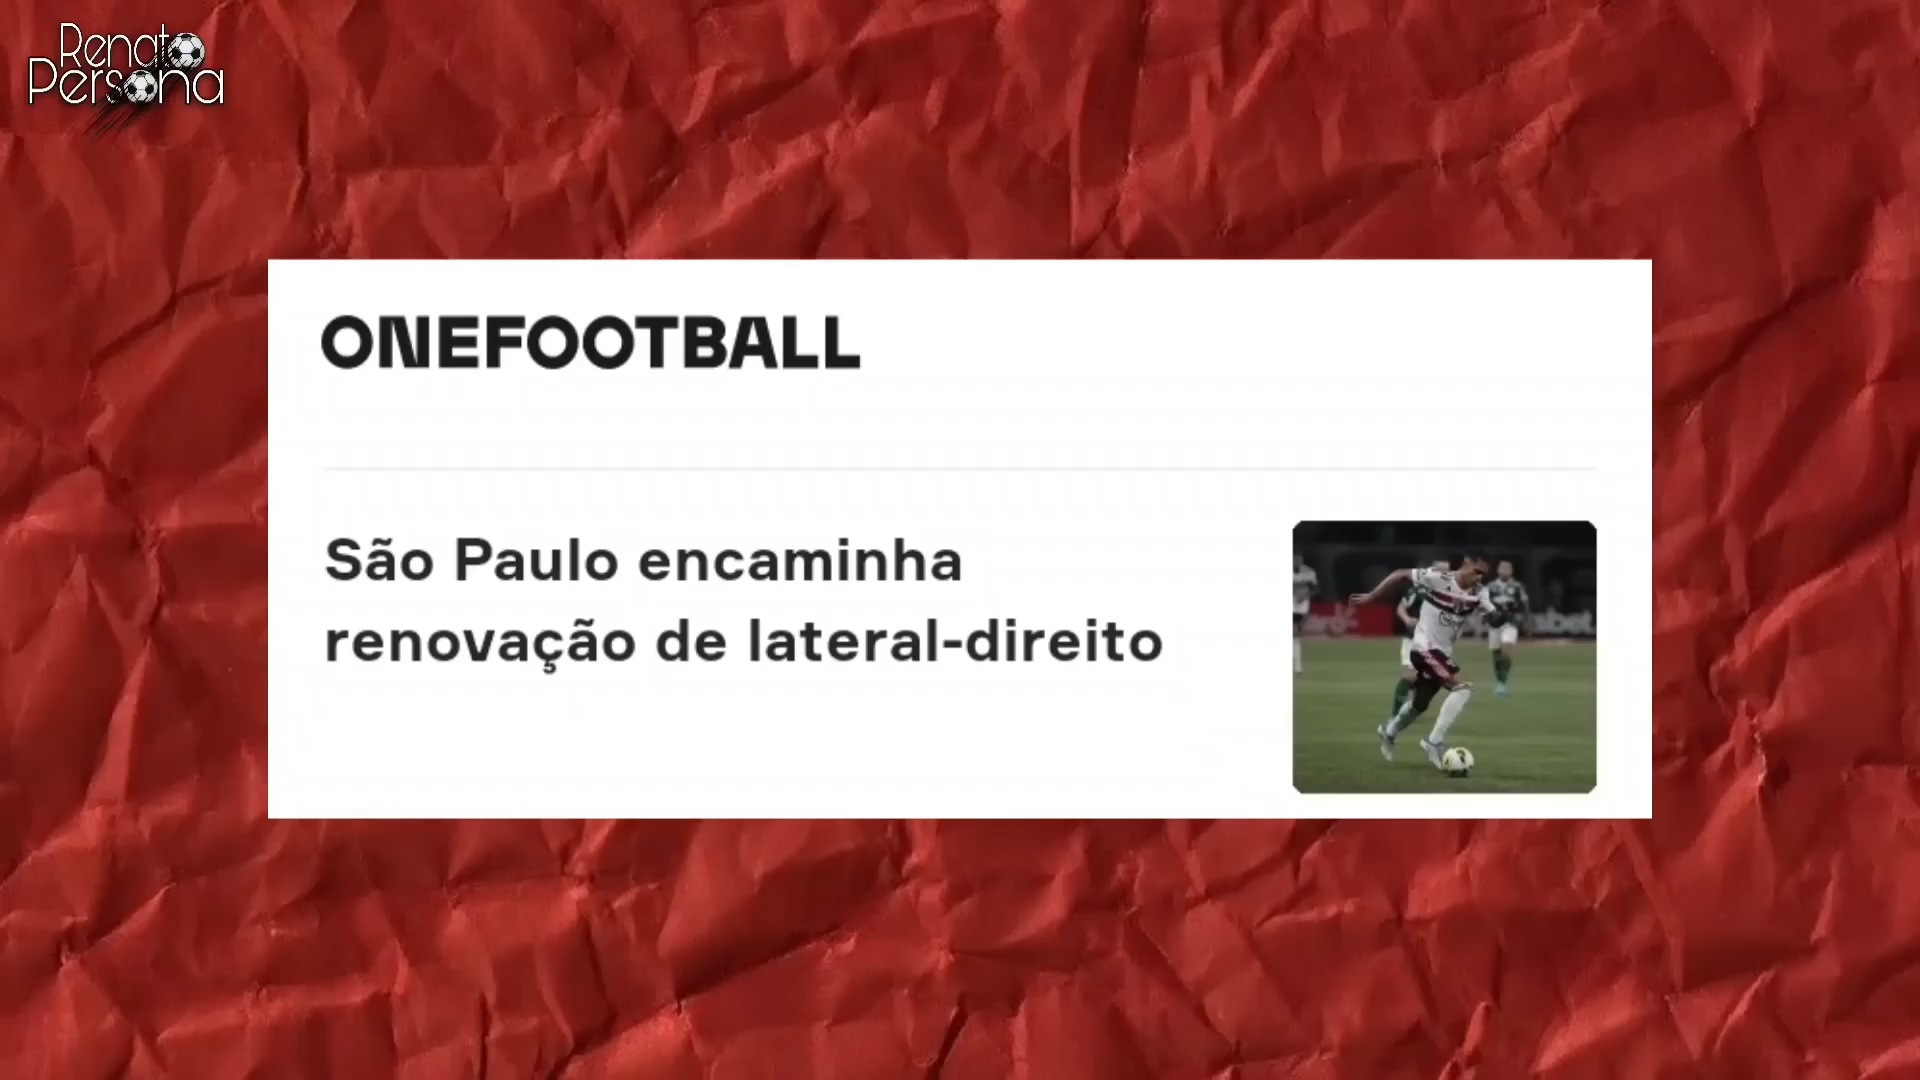 Renato
Persona
ONEFOOTBALL
São Paulo encaminha
renovação de lateral-direito